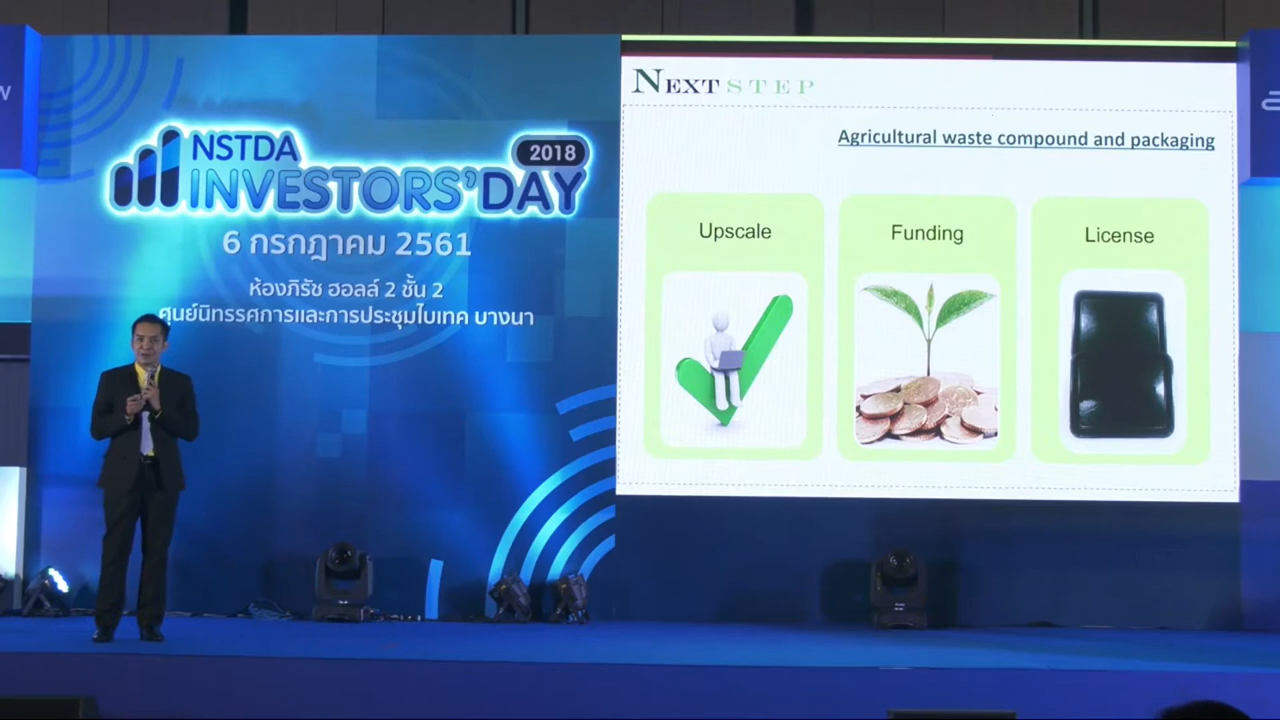 NSTDA
2018
INVESTORS' DAY
6 กรกฎาคม 2561
ห้องภิรัช ฮอลล์ 2 ชั้น 2
ศูนย์นิทรรศการและการประชุมไบเทค บางนา
NEXT STEP
Agricultural waste compound and packaging
Upscale
Funding
License